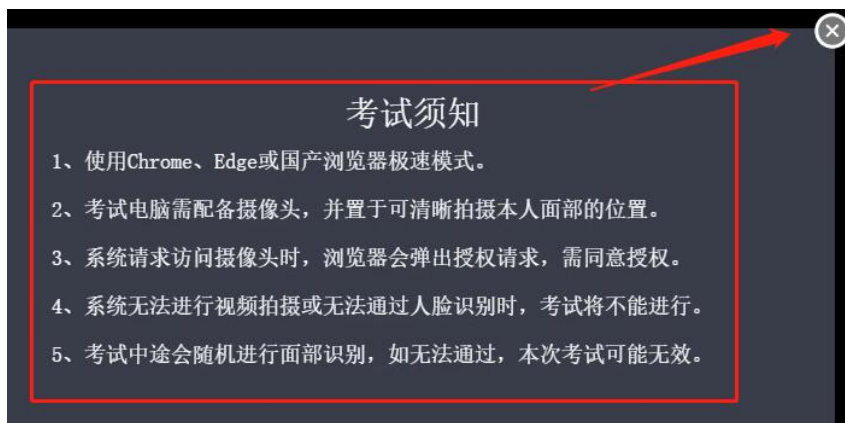 考试须知
1、使用Chrome、Edge或国产浏览器极速模式。
2、考试电脑需配备摄像头，并置于可清晰拍摄本人面部的位置。
3、系统请求访问摄像头时，浏览器会弹出授权请求，需同意授权。
4、系统无法进行视频拍摄或无法通过人脸识别时，考试将不能进行。
5、考试中途会随机进行面部识别，如无法通过，本次考试可能无效。